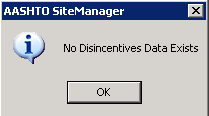 AASHTO SiteManager
No Disincentives Data Exists
OK